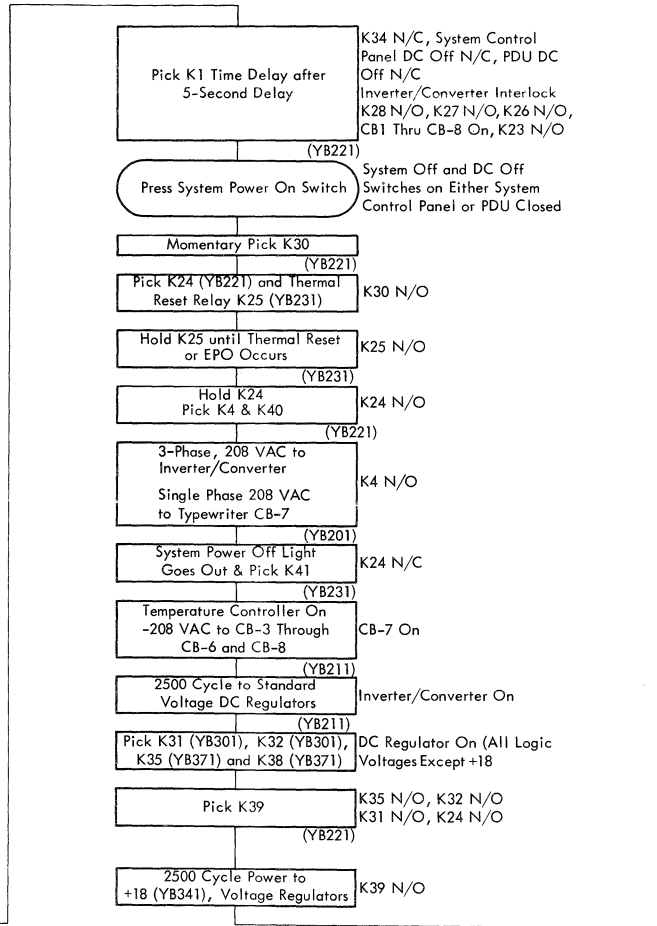 Pick K1 Time Delay after
5-Second Delay
K34 N/C, System Control
Panel DC Off N/C, PDU DC
Off N/C
Inverter/Converter Interlock
K28 N/O, K27 N/O, K26 N/O,
CB1 Thru CB-8 On, K23 N/O
(YB221)
Press System Power On Switch
System Off and DC Off
Switches on Either System
Control Panel or PDU Closed
Momentary Pick K30
(YB221)
Pick K24 (YB221) and Thermal
Reset Relay K25 (YB231)
K30 N/O
Hold K25 until Thermal Reset
or EPO Occurs
K25 N/O
(YB231)
Hold K24
Pick K4 & K40
K24 N/O
(YB221)
3-Phase, 208 VAC to
Inverter/Converter
Single Phase 208 VAC
to Typewriter CB-7
K4 N/O
(YB201)
System Power Off Light
Goes Out & Pick K41
K24 N/C
(YB231)
Temperature Controller On
-208 VAC to CB-3 Through
CB-6 and CB-8
CB-7 On
(YB211)
2500 Cycle to Standard
Voltage DC Regulators
Inverter/Converter On
(YB211)
Pick K31 (YB301), K32 (YB301),
K35 (YB371) and K38 (YB371)
DC Regulator On (All Logic
Voltages Except +18
Pick K39
K35 N/O, K32 N/O
K31 N/O, K24 N/O
(YB221)
2500 Cycle Power to
+18 (YB341), Voltage Regulators
K39 N/O